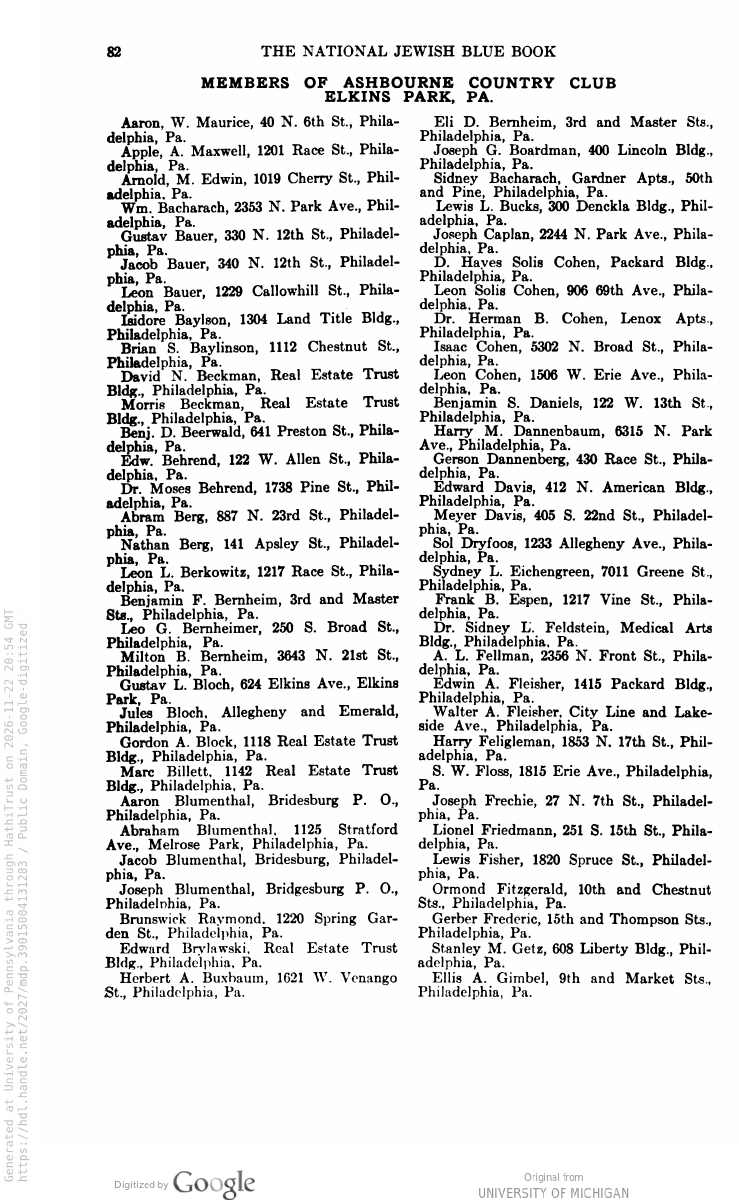 82
THE NATIONAL JEWISH BLUE BOOK
MEMBERS OF ASHBOURNE COUNTRY CLUB
ELKINS PARK, PA.
Aaron, W. Maurice, 40 N. 6th St., Phila-
delphia, Pa.
Apple, A. Maxwell, 1201 Race St., Phila-
delphia, Pa.
Arnold, M. Edwin, 1019 Cherry St., Phil-
adelphia, Pa.
Wm. Bacharach, 2353 N. Park Ave., Phil-
adelphia, Pa.
Gustav Bauer, 330 N. 12th St., Philadel-
phia, Pa.
Jacob Bauer, 340 N. 12th St., Philadel-
phia, Pa.
Leon Bauer, 1229 Callowhill St., Phila-
delphia, Pa.
Isidore Baylson, 1304 Land Title Bldg.,
Philadelphia, Pa.
Brian S. Baylinson, 1112 Chestnut St.,
Philadelphia, Pa.
David N. Beckman, Real Estate Trust
Bldg., Philadelphia, Pa.
Morris Beckman, Real Estate Trust
Bldg., Philadelphia, Pa.
Benj. D. Beerwald, 641 Preston St., Phila-
delphia, Pa.
Edw. Behrend, 122 W. Allen St., Phila-
delphia, Pa.
Dr. Moses Behrend, 1738 Pine St., Phil-
adelphia, Pa.
Abram Berg, 887 N. 23rd St., Philadel-
phia, Pa.
Nathan Berg, 141 Apsley St., Philadel-
phia, Pa.
Leon L. Berkowitz, 1217 Race St., Phila-
delphia, Pa.
Benjamin F. Bernheim, 3rd and Master
Sts., Philadelphia, Pa.
Leo G. Bernheimer, 250 S. Broad St.,
Philadelphia, Pa.
Milton B. Bernheim, 3643 N. 21st St.,
Philadelphia, Pa.
Gustav L. Bloch, 624 Elkins Ave., Elkins
Park, Pa.
Jules Bloch, Allegheny and Emerald,
Philadelphia, Pa.
Gordon A. Block, 1118 Real Estate Trust
Bldg., Philadelphia, Pa.
Marc Billett, 1142 Real Estate Trust
Bldg., Philadelphia, Pa.
Aaron Blumenthal, Bridesburg P. O.,
Philadelphia, Pa.
Abraham Blumenthal, 1125 Stratford
Ave., Melrose Park, Philadelphia, Pa.
Jacob Blumenthal, Bridesburg, Philadel-
phia, Pa.
Joseph Blumenthal, Bridgesburg P. O.,
Philadelphia, Pa.
Brunswick Raymond, 1220 Spring Gar-
den St., Philadelphia, Pa.
Edward Brylawski, Real Estate Trust
Bldg., Philadelphia, Pa.
Herbert A. Buxbaum, 1621 W. Venango
St., Philadelphia, Pa.
Eli D. Bernheim, 3rd and Master Sts.,
Philadelphia, Pa.
Joseph G. Boardman, 400 Lincoln Bldg.,
Philadelphia, Pa.
Sidney Bacharach, Gardner Apts., 50th
and Pine, Philadelphia, Pa.
Lewis L. Bucks, 300 Denckla Bldg., Phil-
adelphia, Pa.
Joseph Caplan, 2244 N. Park Ave., Phila-
delphia, Pa.
D. Hayes Solis Cohen, Packard Bldg.,
Philadelphia, Pa.
Leon Solis Cohen, 906 69th Ave., Phila-
delphia, Pa.
Dr. Herman B. Cohen, Lenox Apts.,
Philadelphia, Pa.
Isaac Cohen, 5302 N. Broad St., Phila-
delphia, Pa.
Leon Cohen, 1506 W. Erie Ave., Phila-
delphia, Pa.
Benjamin S. Daniels, 122 W. 13th St.,
Philadelphia, Pa.
Harry M. Dannenbaum, 6315 N. Park
Ave., Philadelphia, Pa.
Gerson Dannenberg, 430 Race St., Phila-
delphia, Pa.
Edward Davis, 412 N. American Bldg.,
Philadelphia, Pa.
Meyer Davis, 405 S. 22nd St., Philadel-
phia, Pa.
Sol Dryfoos, 1233 Allegheny Ave., Phila-
delphia, Pa.
Sydney L. Eichengreen, 7011 Greene St.,
Philadelphia, Pa.
Frank B. Espen, 1217 Vine St., Phila-
delphia, Pa.
Dr. Sidney L. Feldstein, Medical Arts
Bldg., Philadelphia, Pa.
A. L. Fellman, 2356 N. Front St., Phila-
delphia, Pa.
Edwin A. Fleisher, 1415 Packard Bldg.,
Philadelphia, Pa.
Walter A. Fleisher, City Line and Lake-
side Ave., Philadelphia, Pa.
Harry Feligleman, 1853 N. 17th St., Phil-
adelphia, Pa.
S. W. Floss, 1815 Erie Ave., Philadelphia,
Pa.
Joseph Frechie, 27 N. 7th St., Philadel-
phia, Pa.
Lionel Friedmann, 251 S. 15th St., Phila-
delphia, Pa.
Lewis Fisher, 1820 Spruce St., Philadel-
phia, Pa.
Ormond Fitzgerald, 10th and Chestnut
Sts., Philadelphia, Pa.
Gerber Frederic, 15th and Thompson Sts.,
Philadelphia, Pa.
Stanley M. Getz, 608 Liberty Bldg., Phil-
adelphia, Pa.
Ellis A. Gimbel, 9th and Market Sts.,
Philadelphia, Pa.
Generated at University of Pennsylvania through HathiTrust on 2026-11-22 20:54 GMT
https://hdl.handle.net/2027/mdp.39015084131203 / Public Domain, Google-digitized
Digitized by Google
Original from
UNIVERSITY OF MICHIGAN